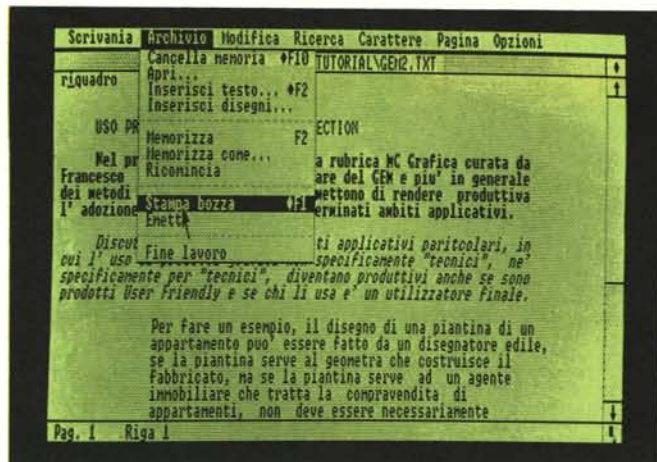 Scrivania Archivio Modifica Ricerca Carattere Pagina Opzioni
TUTORIAL\GEM2.TXT
riquadro
Cancella memoria ♦F10
Apri...
Inserisci testo... ♦F2
Inserisci disegni...
Memorizza F2
Memorizza come...
Ricomincia
Stampa bozza ♦F1
Emetti
Fine lavoro
USO PR ECTION
Nel pr a rubrica MC Grafica curata da
Francesco are del GEM e piu' in generale
dei metodi mettono di rendere produttiva
l' adozione erminati ambiti applicativi.
Discut ti applicativi paritcolari, in
cui l' uso specificamente "tecnici", ne'
specificamente per "tecnici", diventano produttivi anche se sono
prodotti User Friendly e se chi li usa e' un utilizzatore finale.
Per fare un esempio, il disegno di una piantina di un
appartamento puo' essere fatto da un disegnatore edile,
se la piantina serve al geometra che costruisce il
fabbricato, ma se la piantina serve ad un agente
immobiliare che tratta la compravendita di
appartamenti, non deve essere necessariamente
Pag. 1 Riga 1